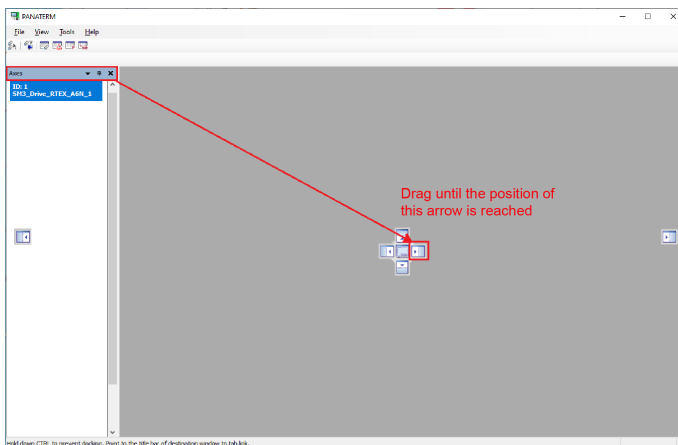 PANATERM
File View Tools Help
Axes
ID: 1
SM3_Drive_RTEX_A6N_1
Drag until the position of
this arrow is reached
Hold down CTRL to prevent docking. Point to the title bar of destination window to tab link.